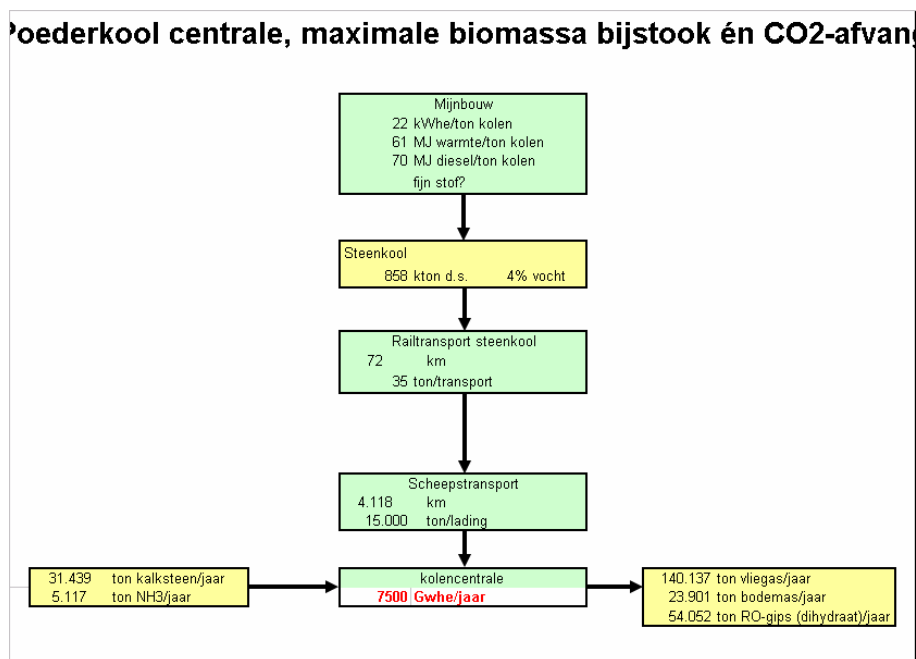 Poederkool centrale, maximale biomassa bijstook én CO2-afvang
Mijnbouw
22 kWhe/ton kolen
61 MJ warmte/ton kolen
70 MJ diesel/ton kolen
fijn stof?
Steenkool
858 kton d.s. 4% vocht
Railtransport steenkool
72 km
35 ton/transport
Scheepstransport
4.118 km
15.000 ton/lading
31.439 ton kalksteen/jaar
5.117 ton NH3/jaar
kolencentrale
7500 Gwhe/jaar
140.137 ton vliegas/jaar
23.901 ton bodemas/jaar
54.052 ton RO-gips (dihydraat)/jaar